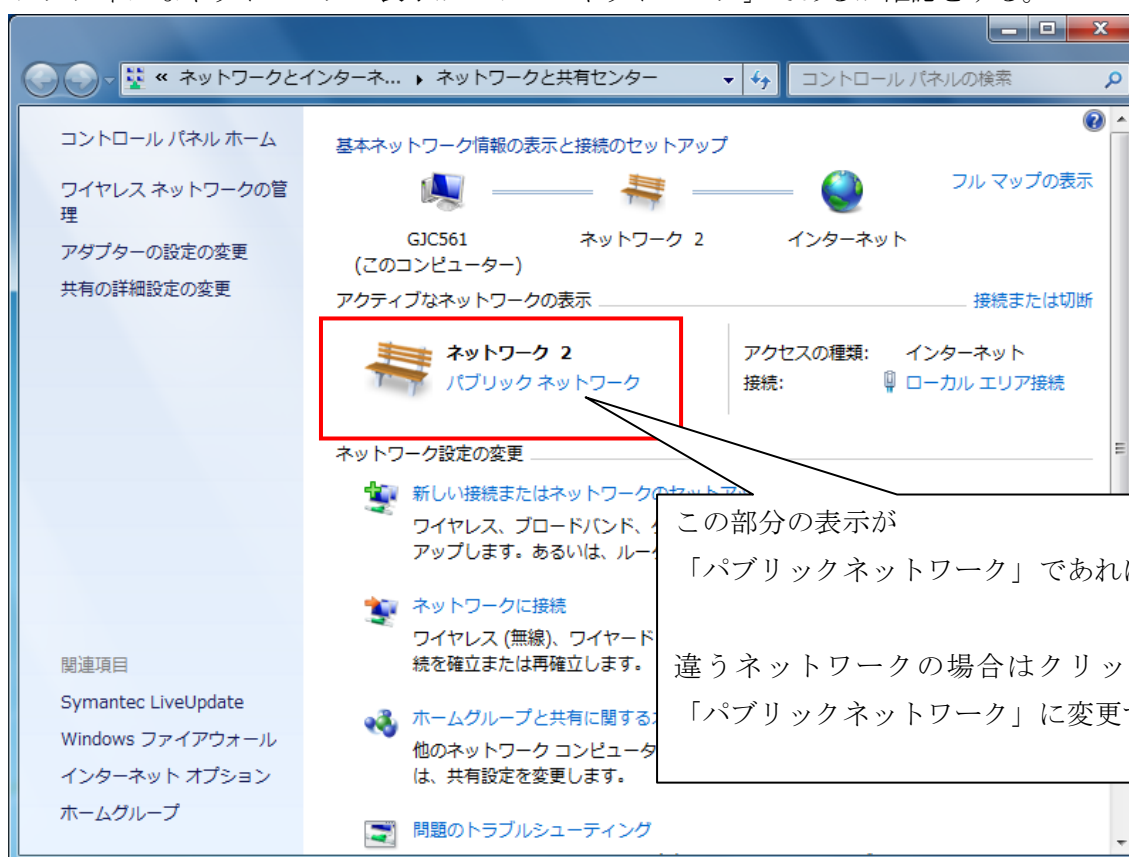 « ネットワークとインターネ... ▸ ネットワークと共有センター
コントロール パネルの検索
コントロール パネル ホーム
ワイヤレス ネットワークの管
理
アダプターの設定の変更
共有の詳細設定の変更
基本ネットワーク情報の表示と接続のセットアップ
フル マップの表示
GJC561
(このコンピューター)
ネットワーク 2
インターネット
アクティブなネットワークの表示
接続または切断
ネットワーク 2
パブリック ネットワーク
アクセスの種類: インターネット
接続: ローカル エリア接続
ネットワーク設定の変更
新しい接続またはネットワークのセットアッ
ワイヤレス、ブロードバンド、
アップします。あるいは、ルー
ネットワークに接続
ワイヤレス (無線)、ワイヤード
続を確立または再確立します。
ホームグループと共有に関する
他のネットワーク コンピュータ
は、共有設定を変更します。
問題のトラブルシューティング
この部分の表示が
「パブリックネットワーク」であれ
違うネットワークの場合はクリッ
「パブリックネットワーク」に変更
関連項目
Symantec LiveUpdate
Windows ファイアウォール
インターネット オプション
ホームグループ